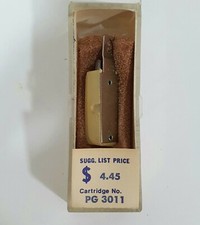 SUGG. LIST PRICE
$ 4.45
Cartridge No.
PG 3011